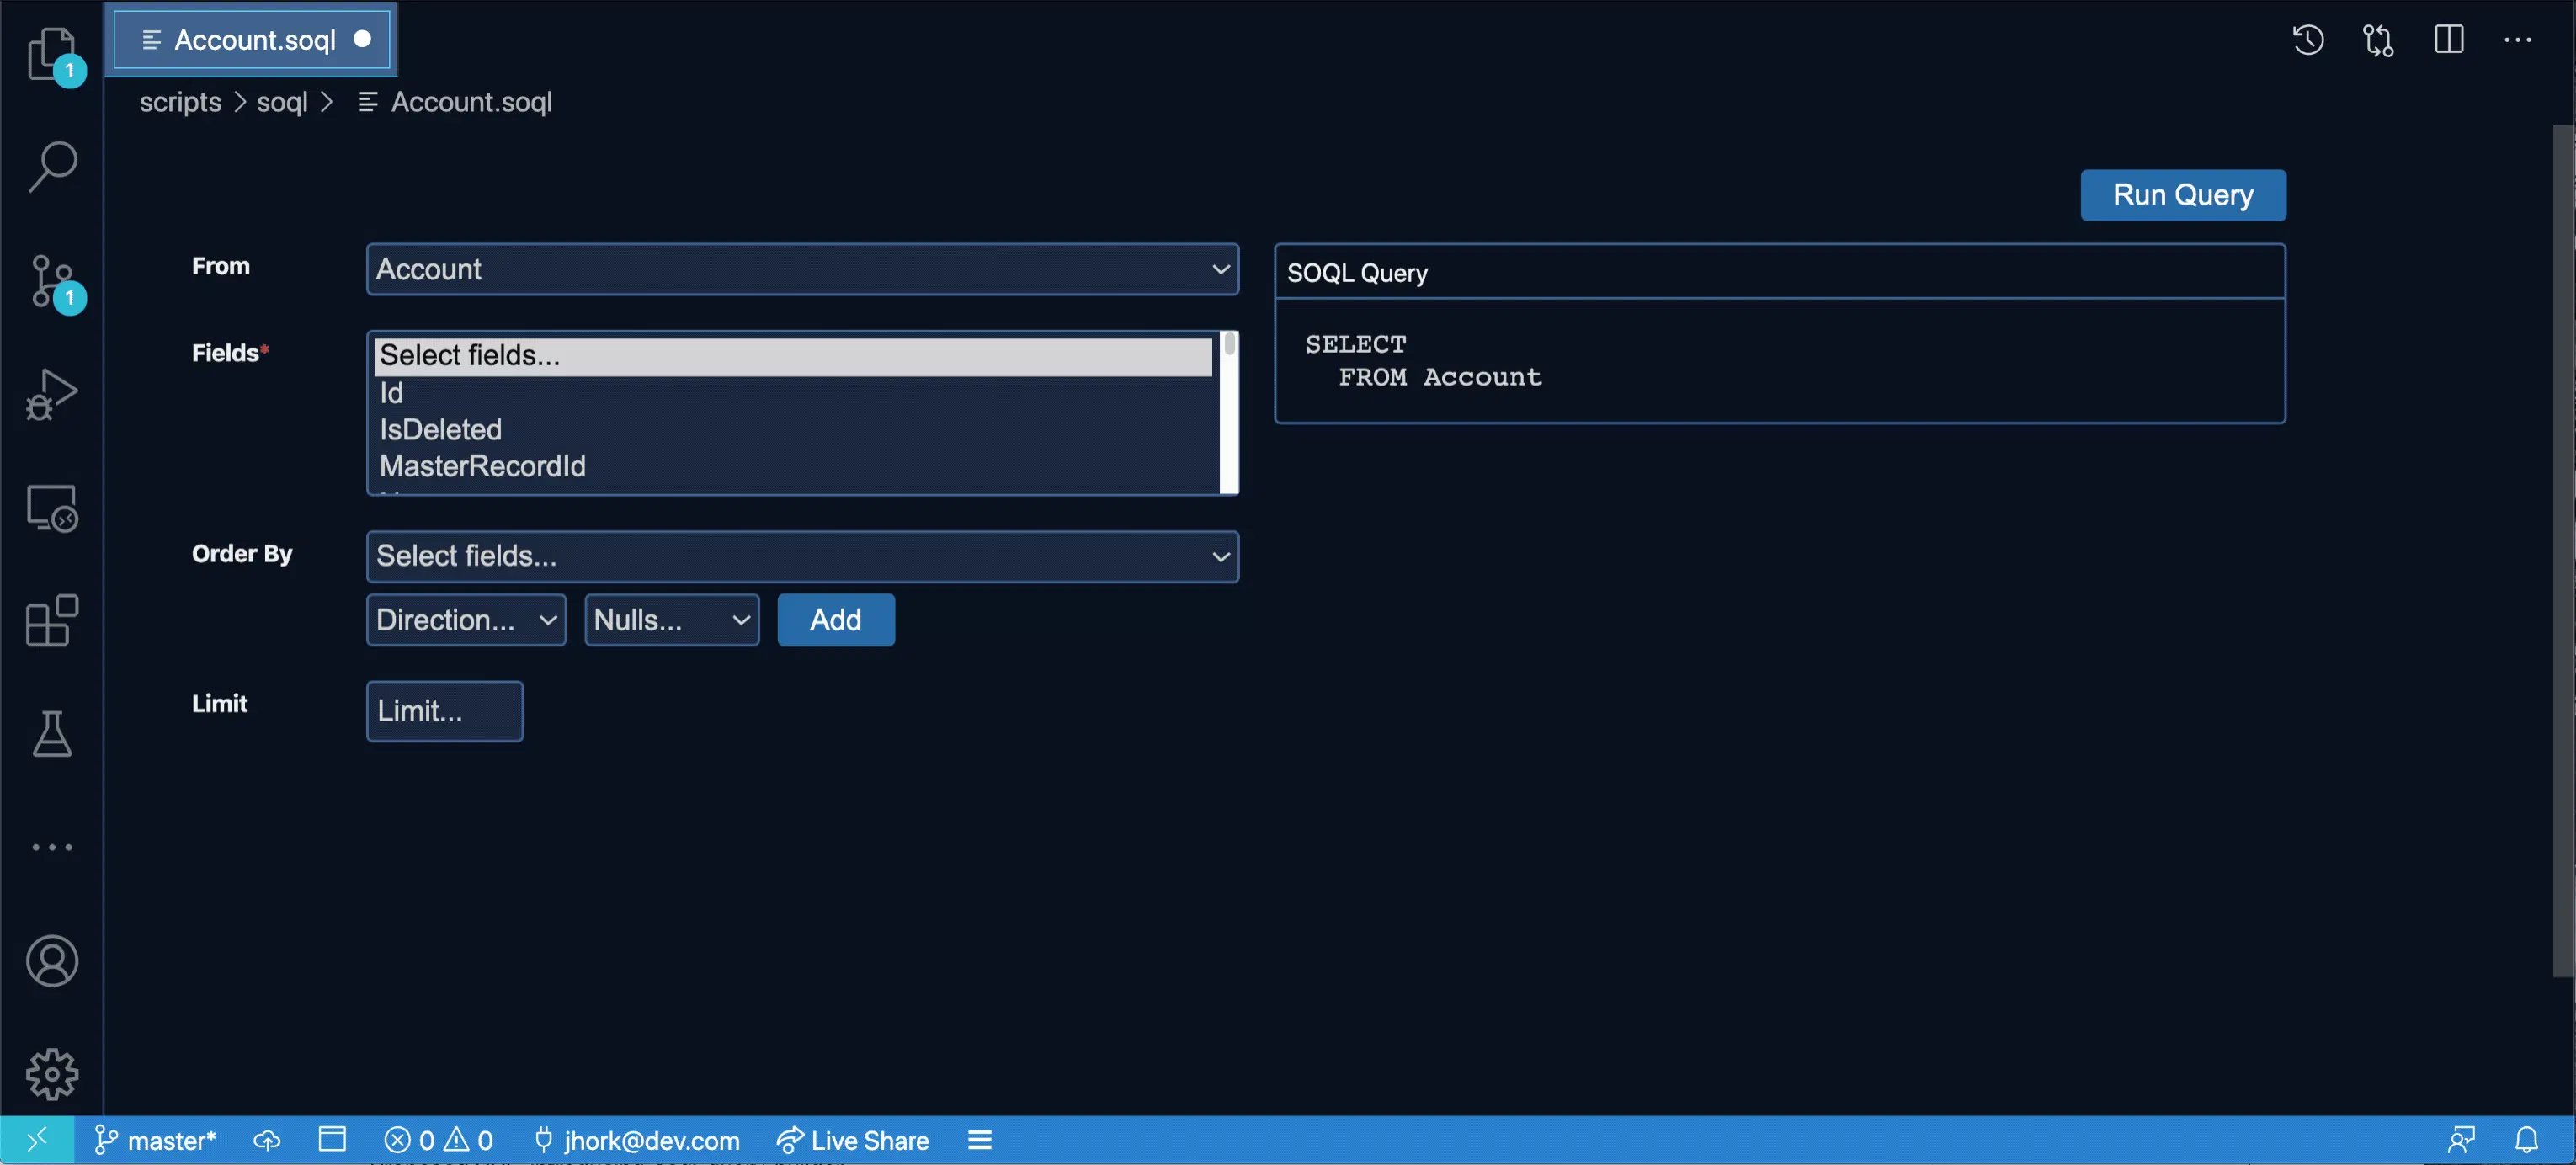 Account.soql
scripts > soql > Account.soql
1
1
Run Query
From
Account
SOQL Query
Fields*
Select fields...
Id
IsDeleted
MasterRecordId
SELECT
FROM Account
Order By
Select fields...
Direction... Nulls... Add
Limit
Limit...
master* 0 0 jhork@dev.com Live Share